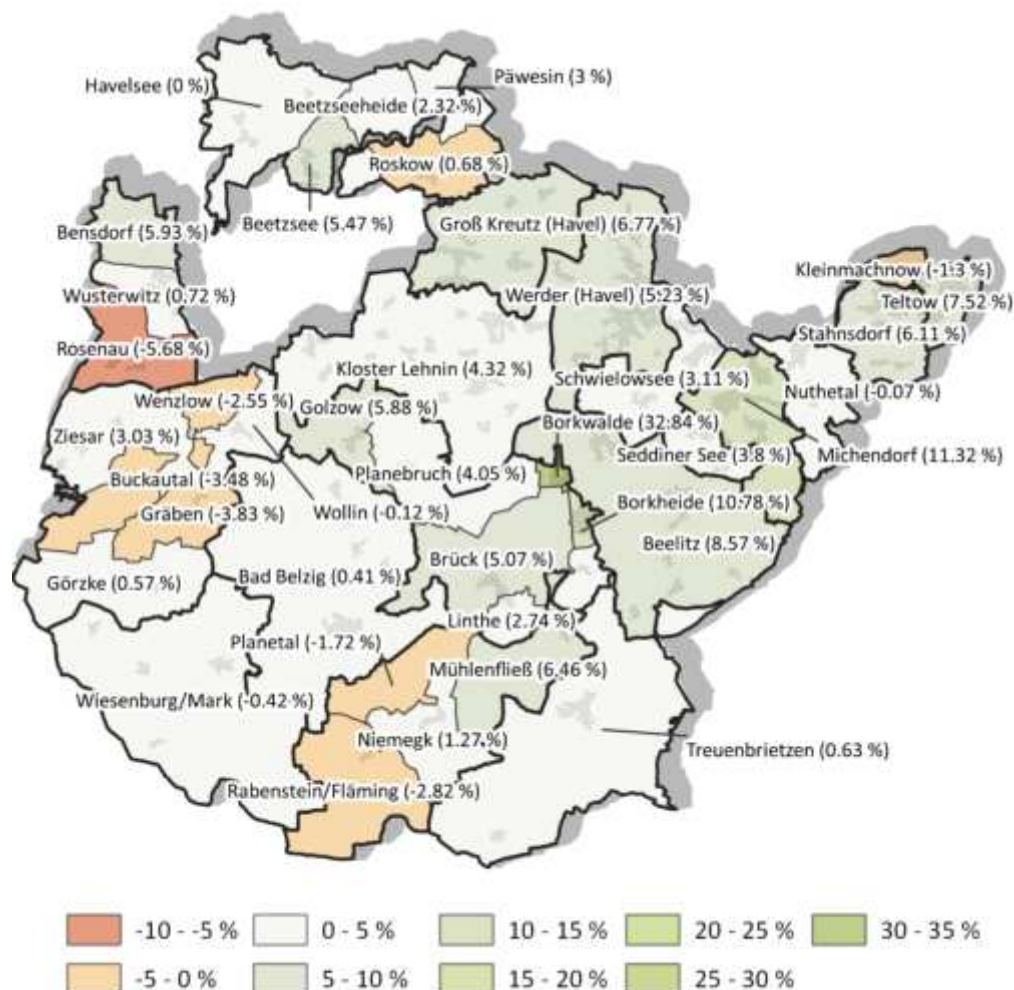 Havelsee (0 %)
Päwesin (3 %)
Beetzseeheide (2.32 %)
Roskow (0.68 %)
Beetzsee (5.47 %)
Groß Kreutz (Havel) (6.77 %)
Bensdorf (5.93 %)
Kleinmachnow (-1.3 %)
Wusterwitz (0.72 %)
Werder (Havel) (5.23 %)
Teltow (7.52 %)
Stahnsdorf (6.11 %)
Rosenau (-5.68 %)
Kloster Lehnin (4.32 %)
Schwielowsee (3.11 %)
Nuthetal (-0.07 %)
Wenzlow (-2.55 %)
Golzow (5.88 %)
Borkwalde (32.84 %)
Ziesar (3.03 %)
Seddiner See (3.8 %)
Michendorf (11.32 %)
Buckautal (-3.48 %)
Planebruch (4.05 %)
Gräben (-3.83 %)
Wollin (-0.12 %)
Borkheide (10.78 %)
Beelitz (8.57 %)
Görzke (0.57 %)
Bad Belzig (0.41 %)
Brück (5.07 %)
Linthe (2.74 %)
Planetal (-1.72 %)
Mühlenfließ (6.46 %)
Wiesenburg/Mark (-0.42 %)
Niemegk (1.27 %)
Treuenbrietzen (0.63 %)
Rabenstein/Fläming (-2.82 %)
-10 - -5 %
0 - 5 %
10 - 15 %
20 - 25 %
30 - 35 %
-5 - 0 %
5 - 10 %
15 - 20 %
25 - 30 %